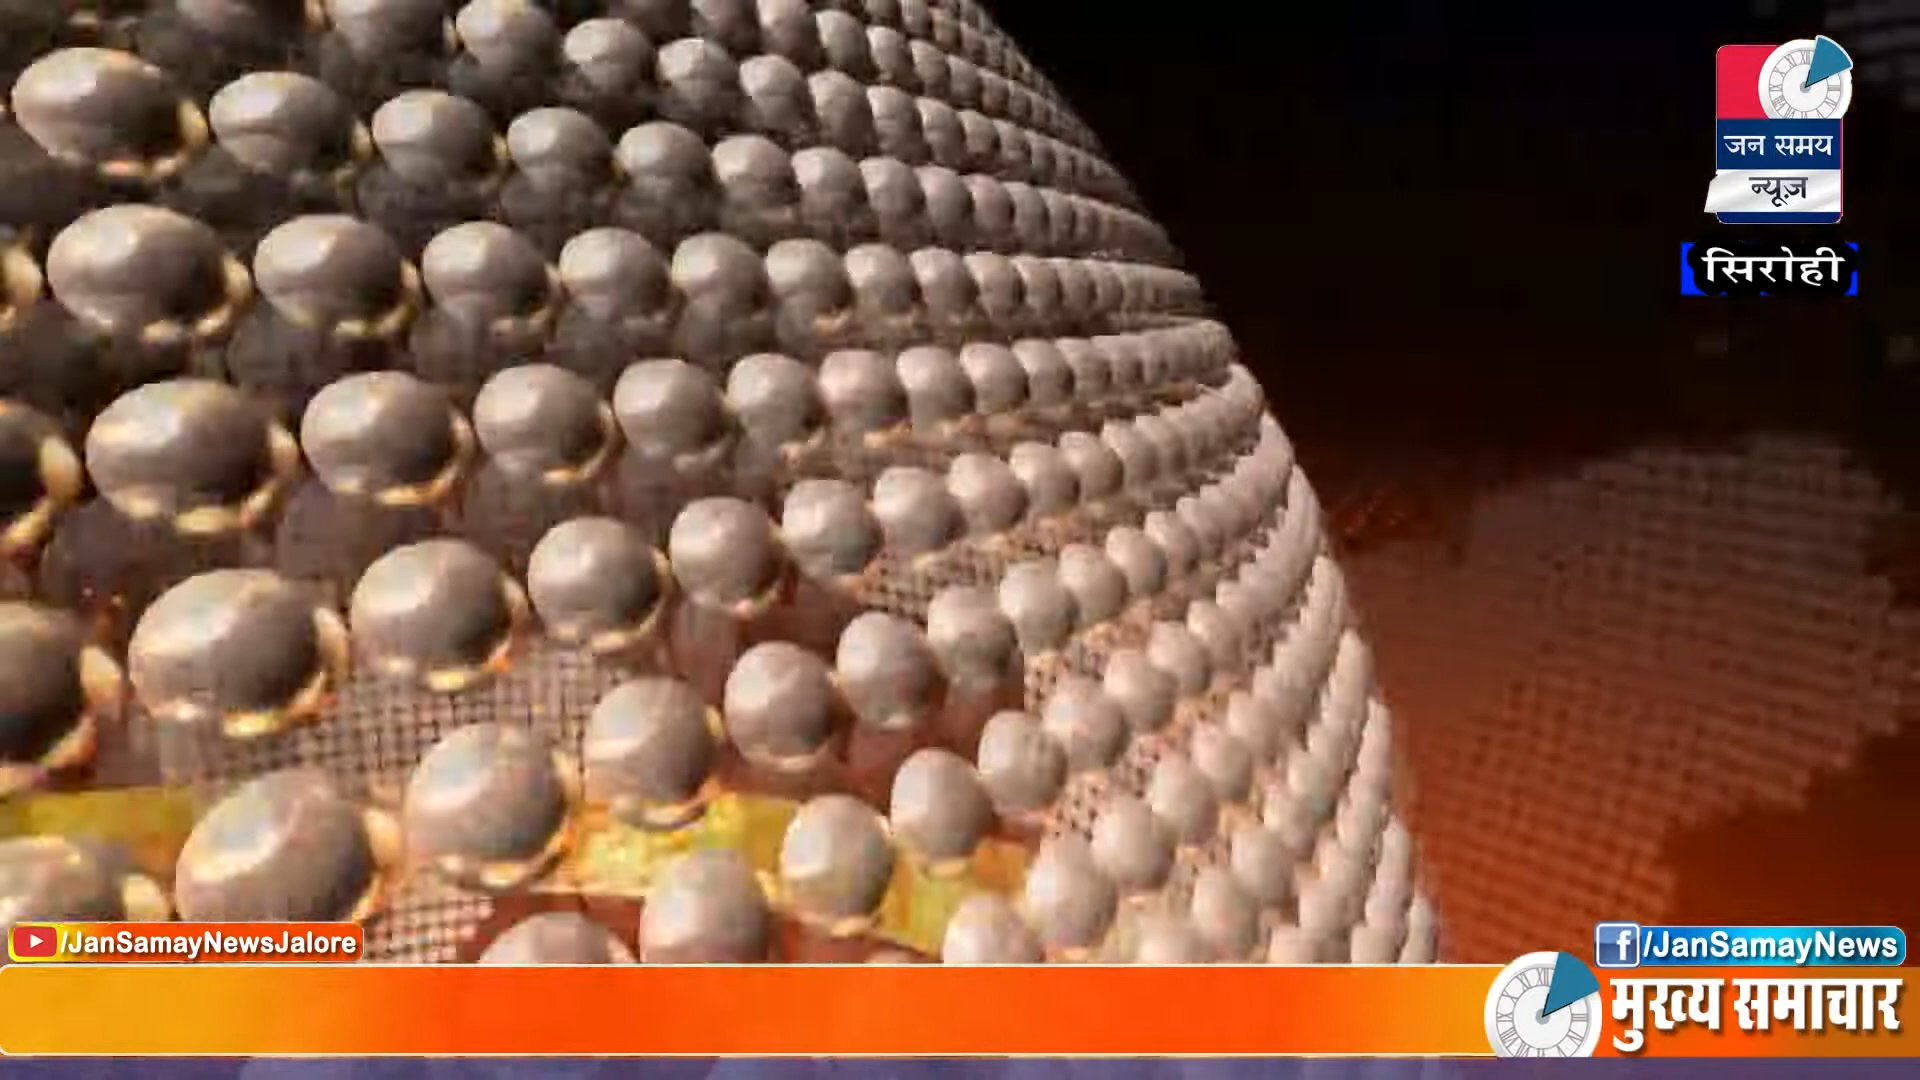 जन समय
न्यूज़
सिरोही
/JanSamayNewsJalore
/JanSamayNews
मुख्य समाचार